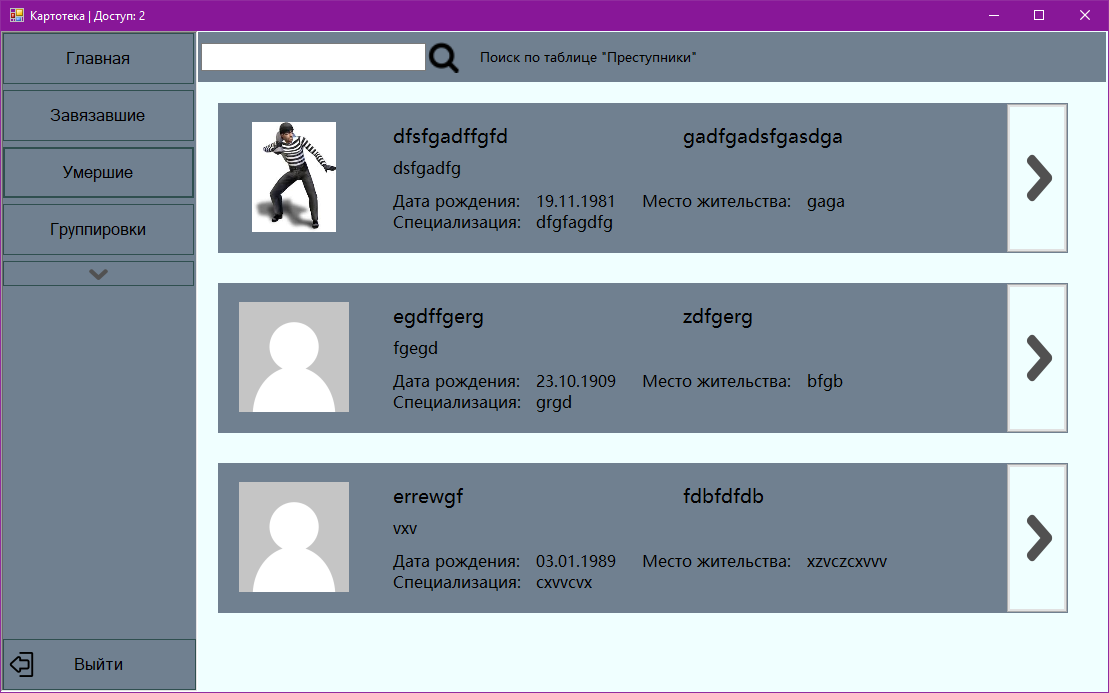 Картотека | Доступ: 2
Главная
Завязавшие
Умершие
Группировки
Выйти
Поиск по таблице "Преступники"
dfsfgadffgfd gadfgadsfgasdga
dsfgadfg
Дата рождения: 19.11.1981 Место жительства: gaga
Специализация: dfgfagdfg
egdffgerg zdfgerg
fgegd
Дата рождения: 23.10.1909 Место жительства: bfgb
Специализация: grgd
errewgf fdbfdfdb
vxv
Дата рождения: 03.01.1989 Место жительства: xzvczcxvvv
Специализация: cxvvcvx